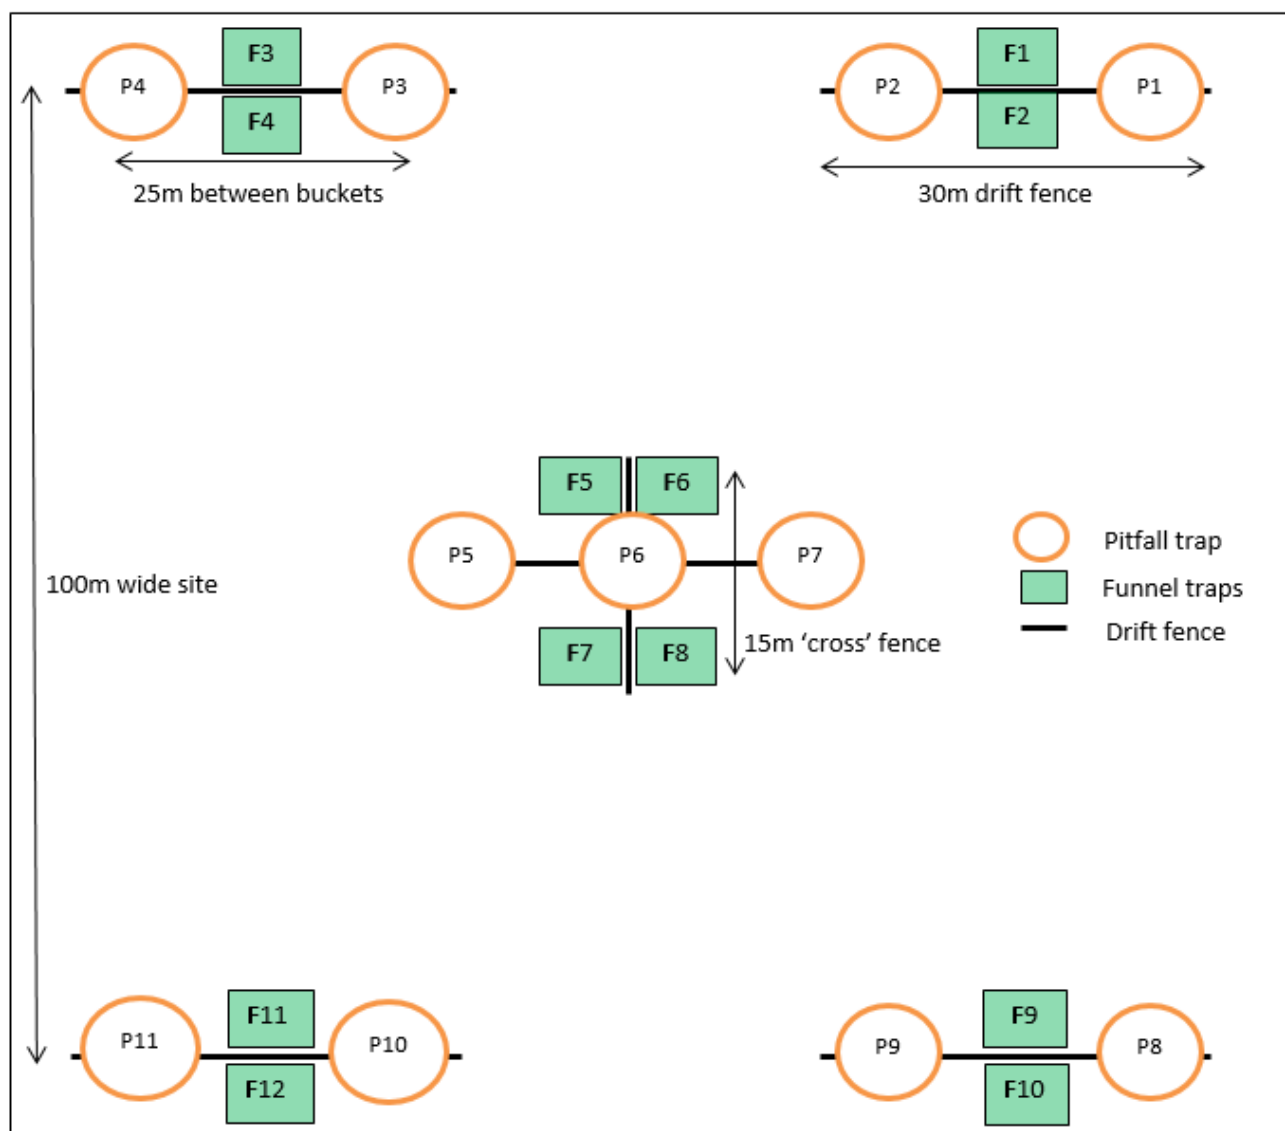 F3
F1
P4
P3
P2
P1
F4
F2
25m between buckets
30m drift fence
F5
F6
P5
P6
P7
Pitfall trap
100m wide site
Funnel traps
Drift fence
F7
F8
15m ‘cross’ fence
F11
F9
P11
P10
P9
P8
F12
F10